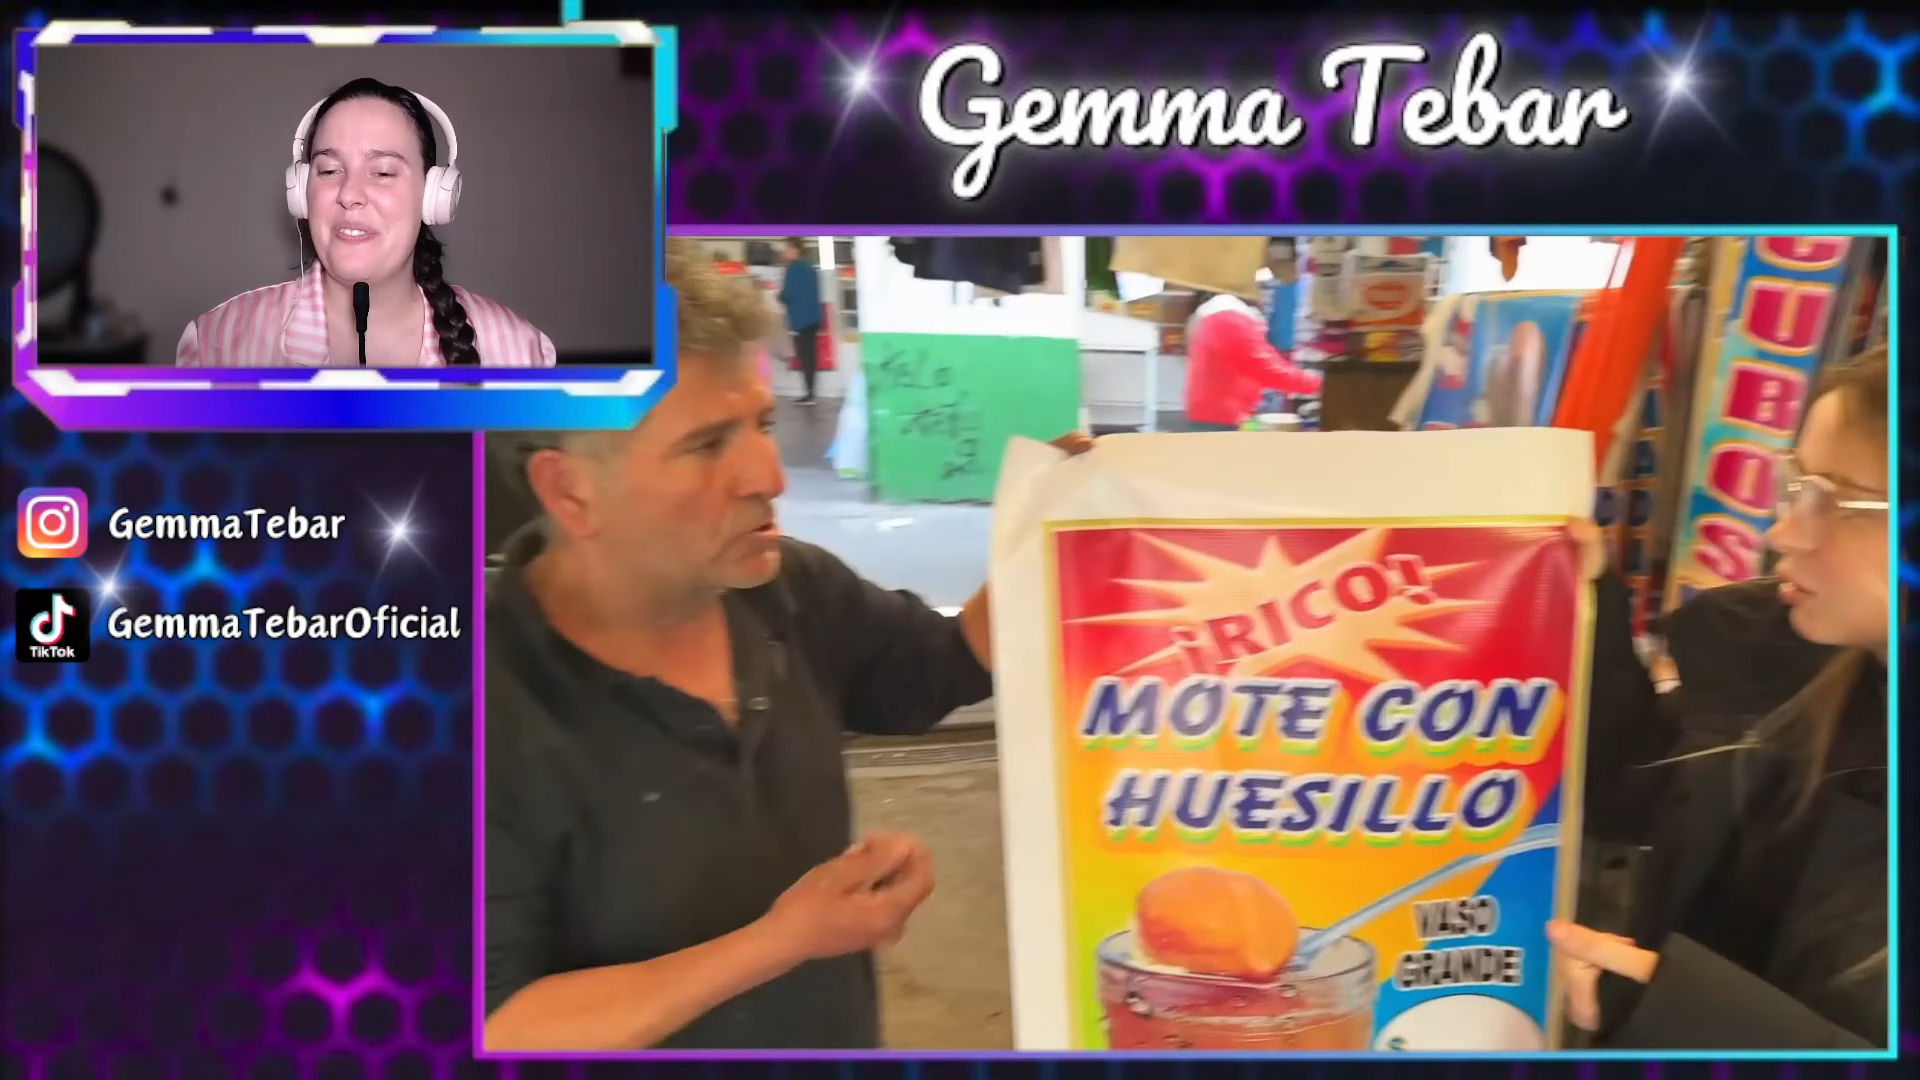 Gemma Tebar
GemmaTebar
TikTok
GemmaTebarOficial
¡RICO!
MOTE CON
HUESILLO
VASO
GRANDE
$
CUBOS